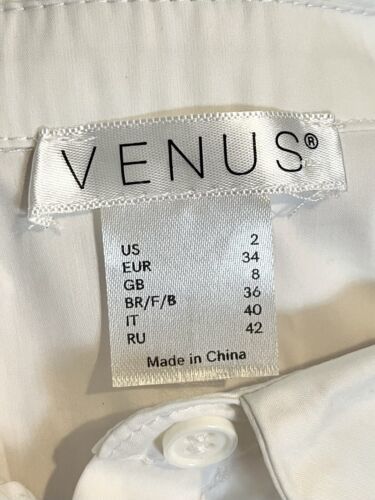 VENUS®
US 2
EUR 34
GB 8
BR/F/B 36
IT 40
RU 42
Made in China